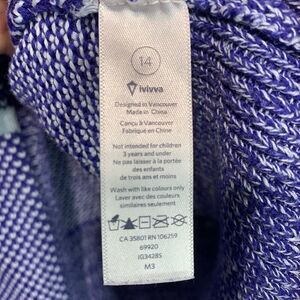 14
ivivva
Designed in Vancouver
Made in China
Conçu à Vancouver
Fabriqué en Chine
Not intended for children
3 years and under
Ne pas laisser à la portée
des enfants
de trois ans et moins
Wash with like colours only
Laver avec des couleurs
similaires seulement
CA 35801 RN 106259
69920
IG3428S
M3